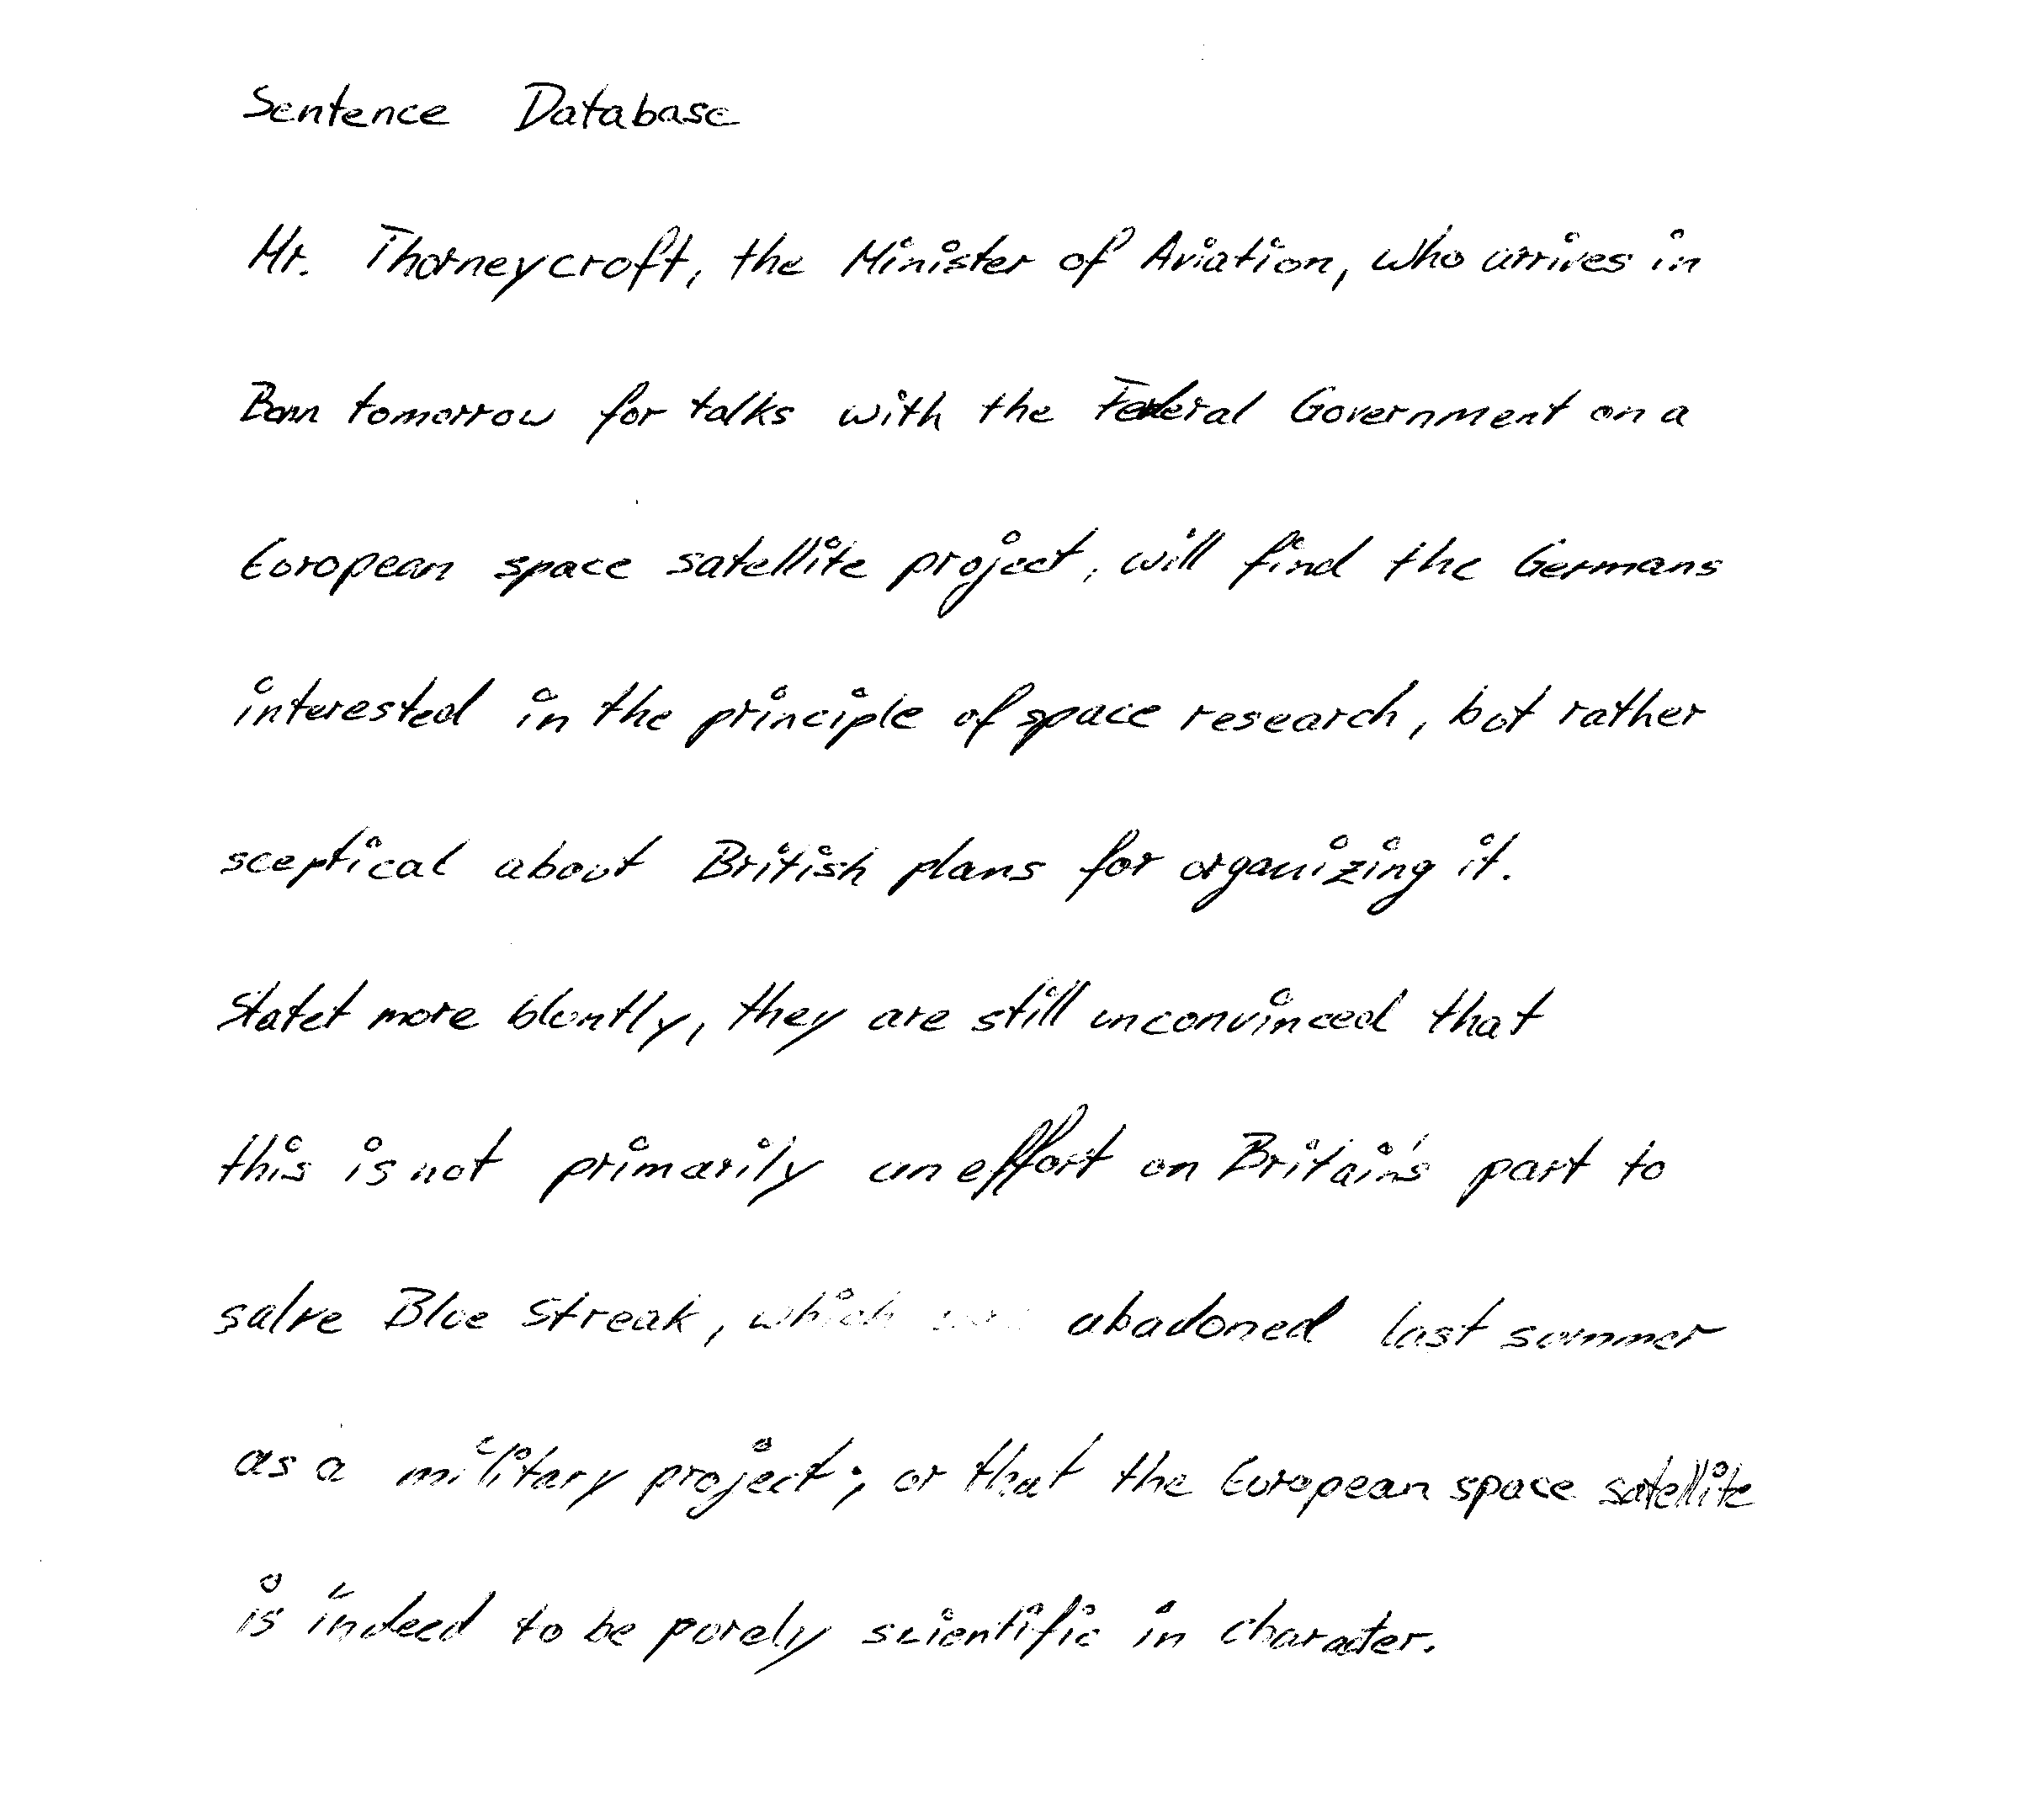 Sentence Database
Mr. Thorneycroft, the Minister of Aviation, who arrives in
Bonn tomorrow for talks with the Federal Government on a
European space satellite project, will find the Germans
interested in the principle of space research, but rather
sceptical about British plans for organizing it.
Statet more bluntly, they are still unconvinced that
this is not primarily an effort on Britain's part to
salve Blue Streak, which abadoned last summer
as a military project; or that the European space satellite
is indeed to be purely scientific in character.